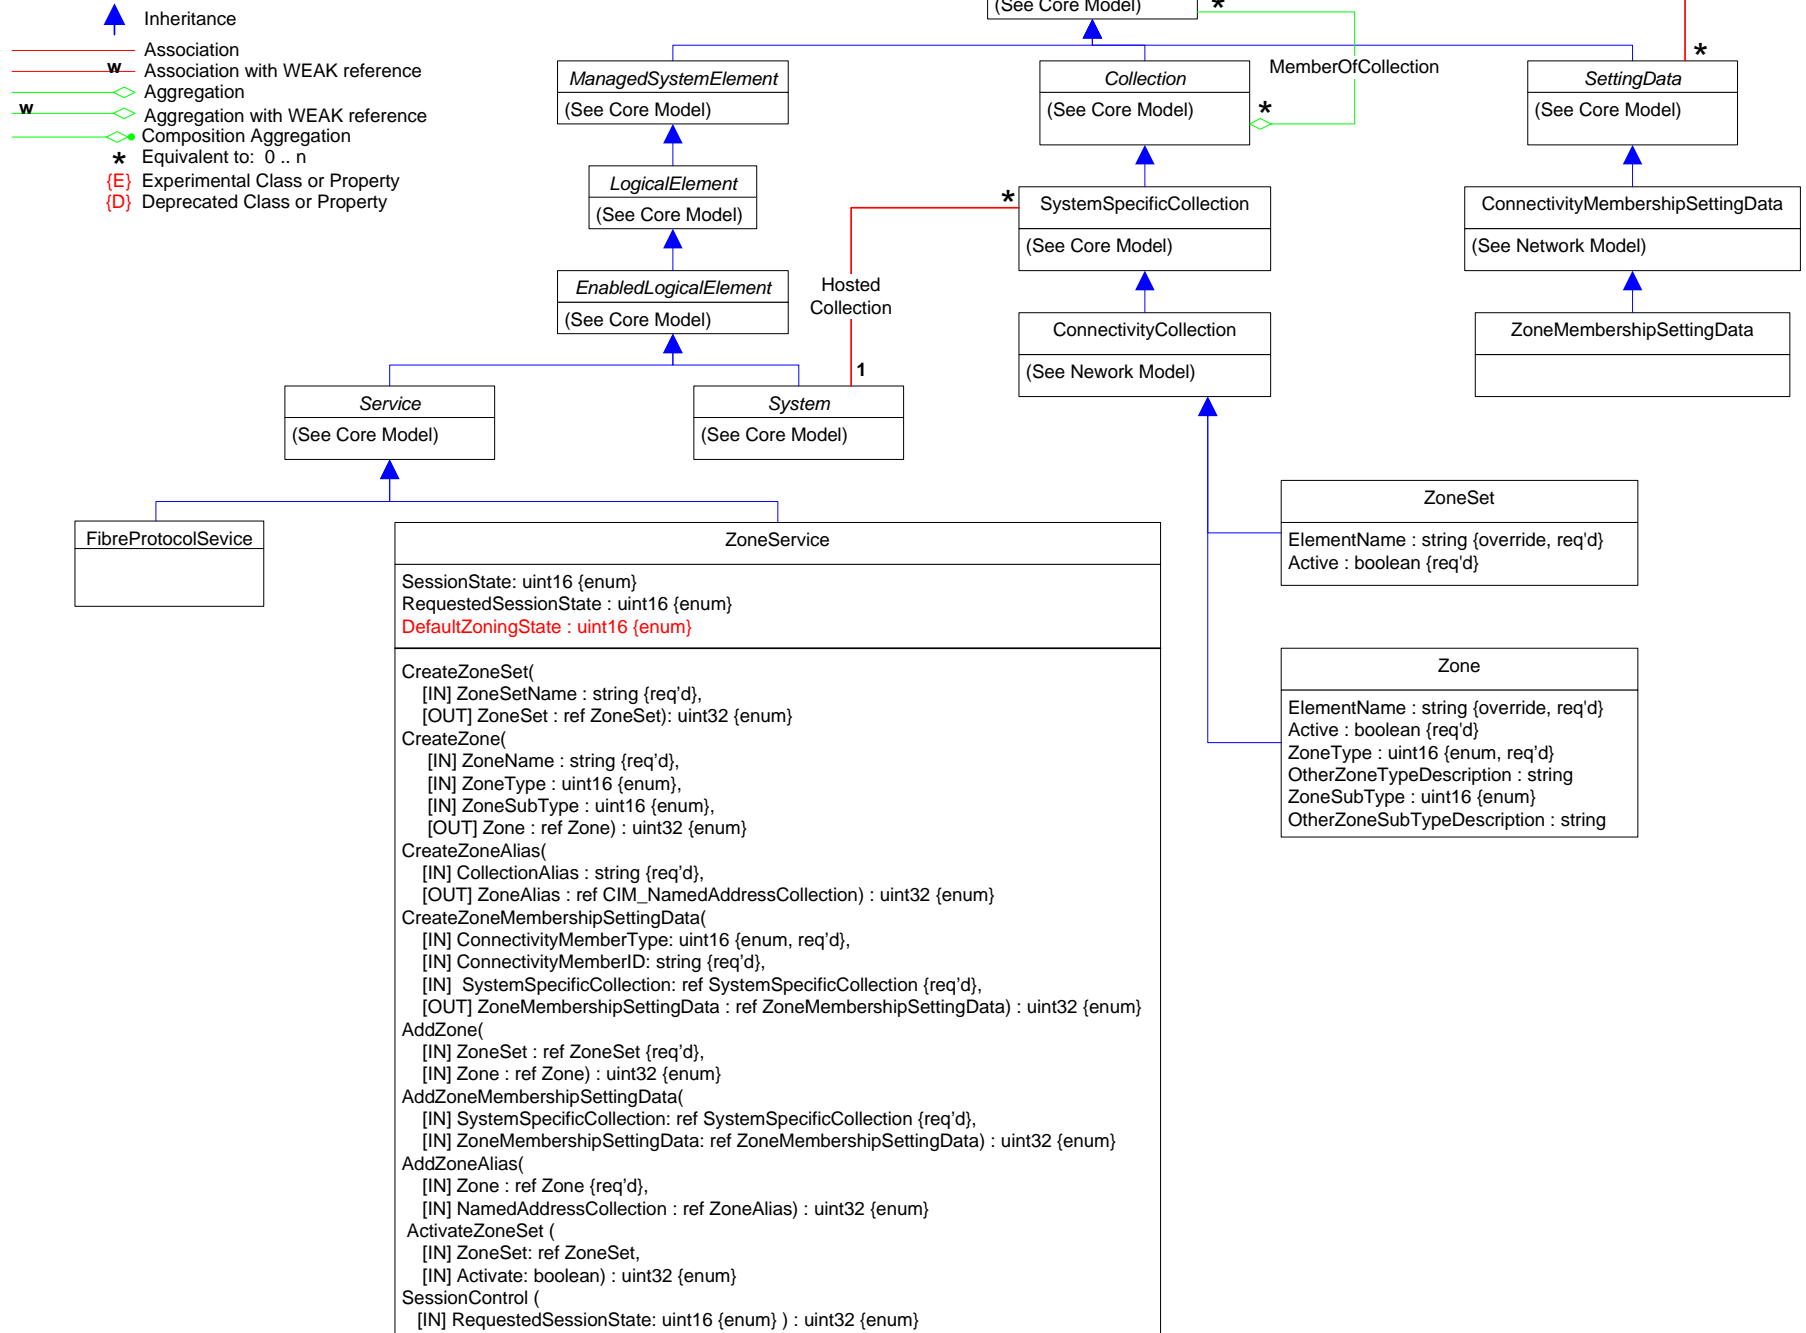 Inheritance
Association
w Association with WEAK reference
Aggregation
w Aggregation with WEAK reference
Composition Aggregation
* Equivalent to: 0 .. n
{E} Experimental Class or Property
{D} Deprecated Class or Property
(See Core Model)
*
MemberOfCollection
*
*
ManagedSystemElement
(See Core Model)
Collection
(See Core Model)
SettingData
(See Core Model)
LogicalElement
(See Core Model)
*
SystemSpecificCollection
(See Core Model)
ConnectivityMembershipSettingData
(See Network Model)
EnabledLogicalElement
(See Core Model)
Hosted
Collection
1
ConnectivityCollection
(See Nework Model)
ZoneMembershipSettingData
Service
(See Core Model)
System
(See Core Model)
FibreProtocolSevice
ZoneService
SessionState: uint16 {enum}
RequestedSessionState : uint16 {enum}
DefaultZoningState : uint16 {enum}
CreateZoneSet(
[IN] ZoneSetName : string {req'd},
[OUT] ZoneSet : ref ZoneSet): uint32 {enum}
CreateZone(
[IN] ZoneName : string {req'd},
[IN] ZoneType : uint16 {enum},
[IN] ZoneSubType : uint16 {enum},
[OUT] Zone : ref Zone) : uint32 {enum}
CreateZoneAlias(
[IN] CollectionAlias : string {req'd},
[OUT] ZoneAlias : ref CIM_NamedAddressCollection) : uint32 {enum}
CreateZoneMembershipSettingData(
[IN] ConnectivityMemberType: uint16 {enum, req'd},
[IN] ConnectivityMemberID: string {req'd},
[IN] SystemSpecificCollection: ref SystemSpecificCollection {req'd},
[OUT] ZoneMembershipSettingData : ref ZoneMembershipSettingData) : uint32 {enum}
AddZone(
[IN] ZoneSet : ref ZoneSet {req'd},
[IN] Zone : ref Zone) : uint32 {enum}
AddZoneMembershipSettingData(
[IN] SystemSpecificCollection: ref SystemSpecificCollection {req'd},
[IN] ZoneMembershipSettingData: ref ZoneMembershipSettingData) : uint32 {enum}
AddZoneAlias(
[IN] Zone : ref Zone {req'd},
[IN] NamedAddressCollection : ref ZoneAlias) : uint32 {enum}
ActivateZoneSet (
[IN] ZoneSet: ref ZoneSet,
[IN] Activate: boolean) : uint32 {enum}
SessionControl (
[IN] RequestedSessionState: uint16 {enum} ) : uint32 {enum}
ZoneSet
ElementName : string {override, req'd}
Active : boolean {req'd}
Zone
ElementName : string {override, req'd}
Active : boolean {req'd}
ZoneType : uint16 {enum, req'd}
OtherZoneTypeDescription : string
ZoneSubType : uint16 {enum}
OtherZoneSubTypeDescription : string